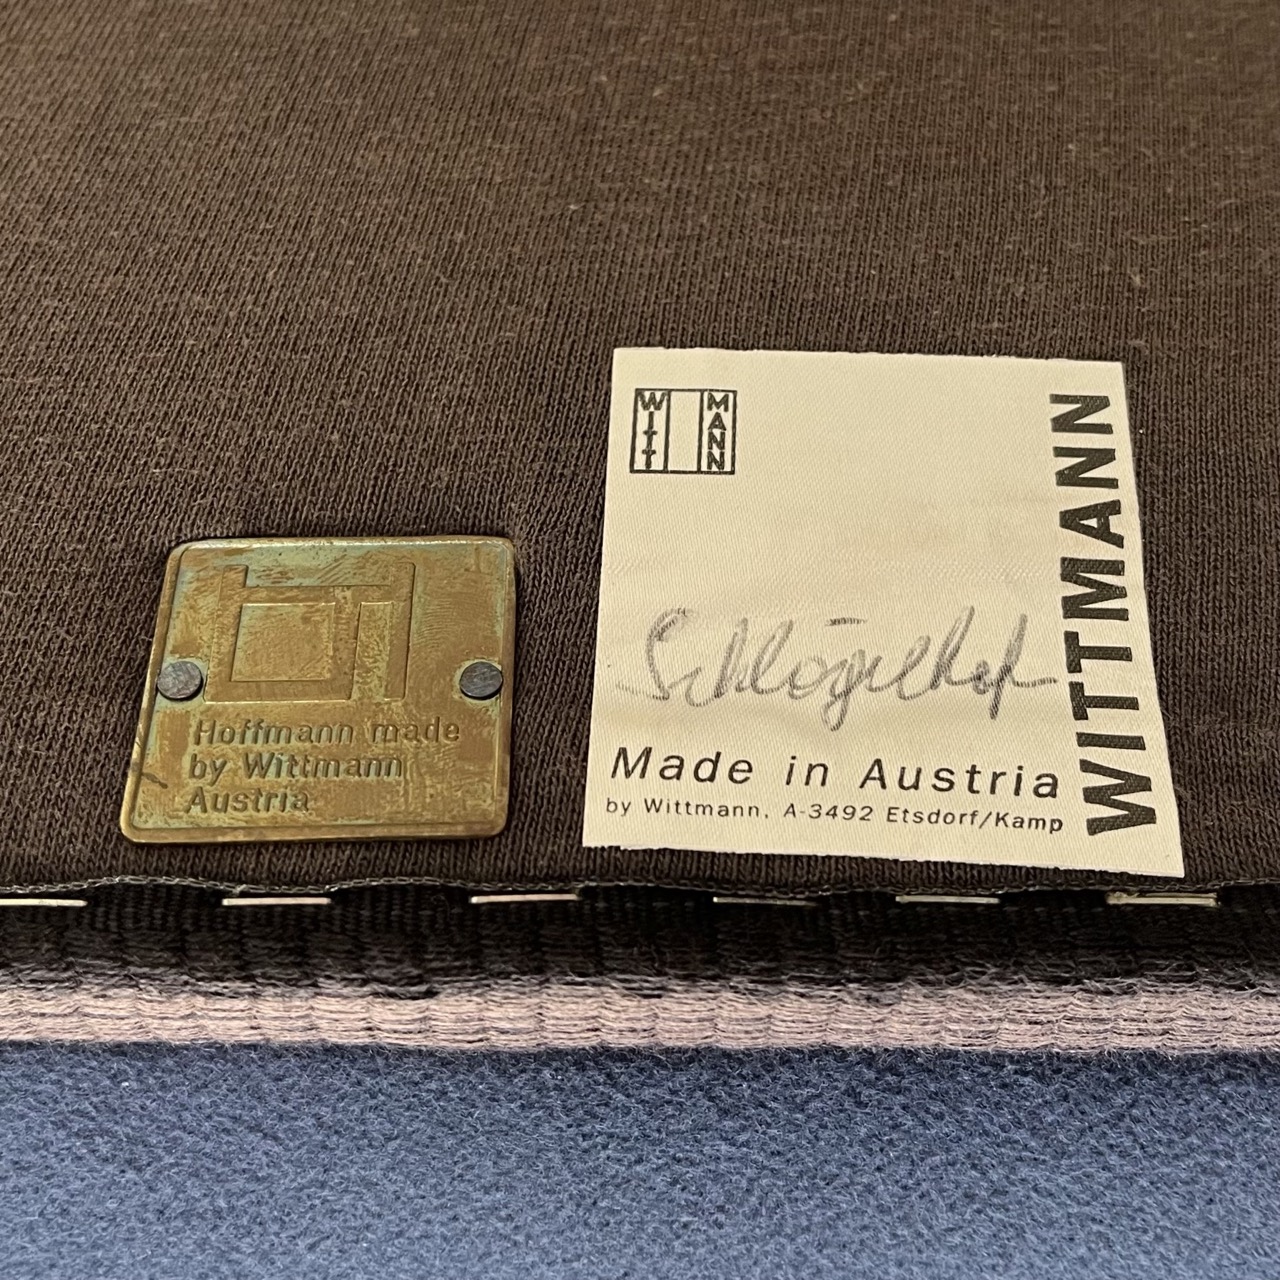 Hoffmann made
by Wittmann
Austria
WITT
MANN
WITTMANN
Made in Austria
by Wittmann, A-3492 Etsdorf/Kamp